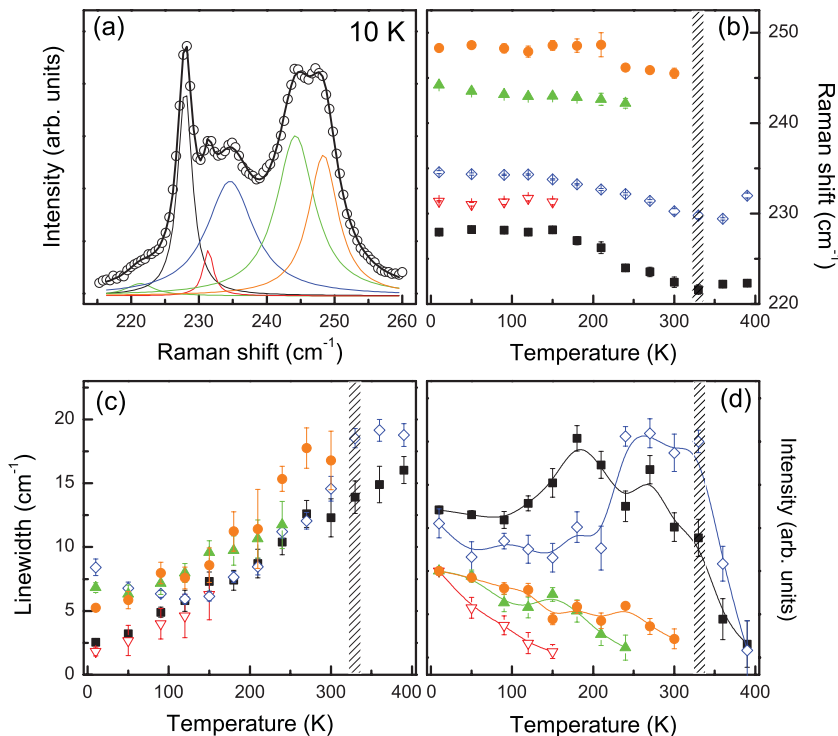 (a)
10 K
Intensity (arb. units)
220 230 240 250 260
Raman shift (cm-1)
(b)
250
240
230
220
Raman shift (cm-1)
0 100 200 300 400
Temperature (K)
(c)
20
15
10
5
0
Linewidth (cm-1)
0 100 200 300 400
Temperature (K)
(d)
Intensity (arb. units)
0 100 200 300 400
Temperature (K)